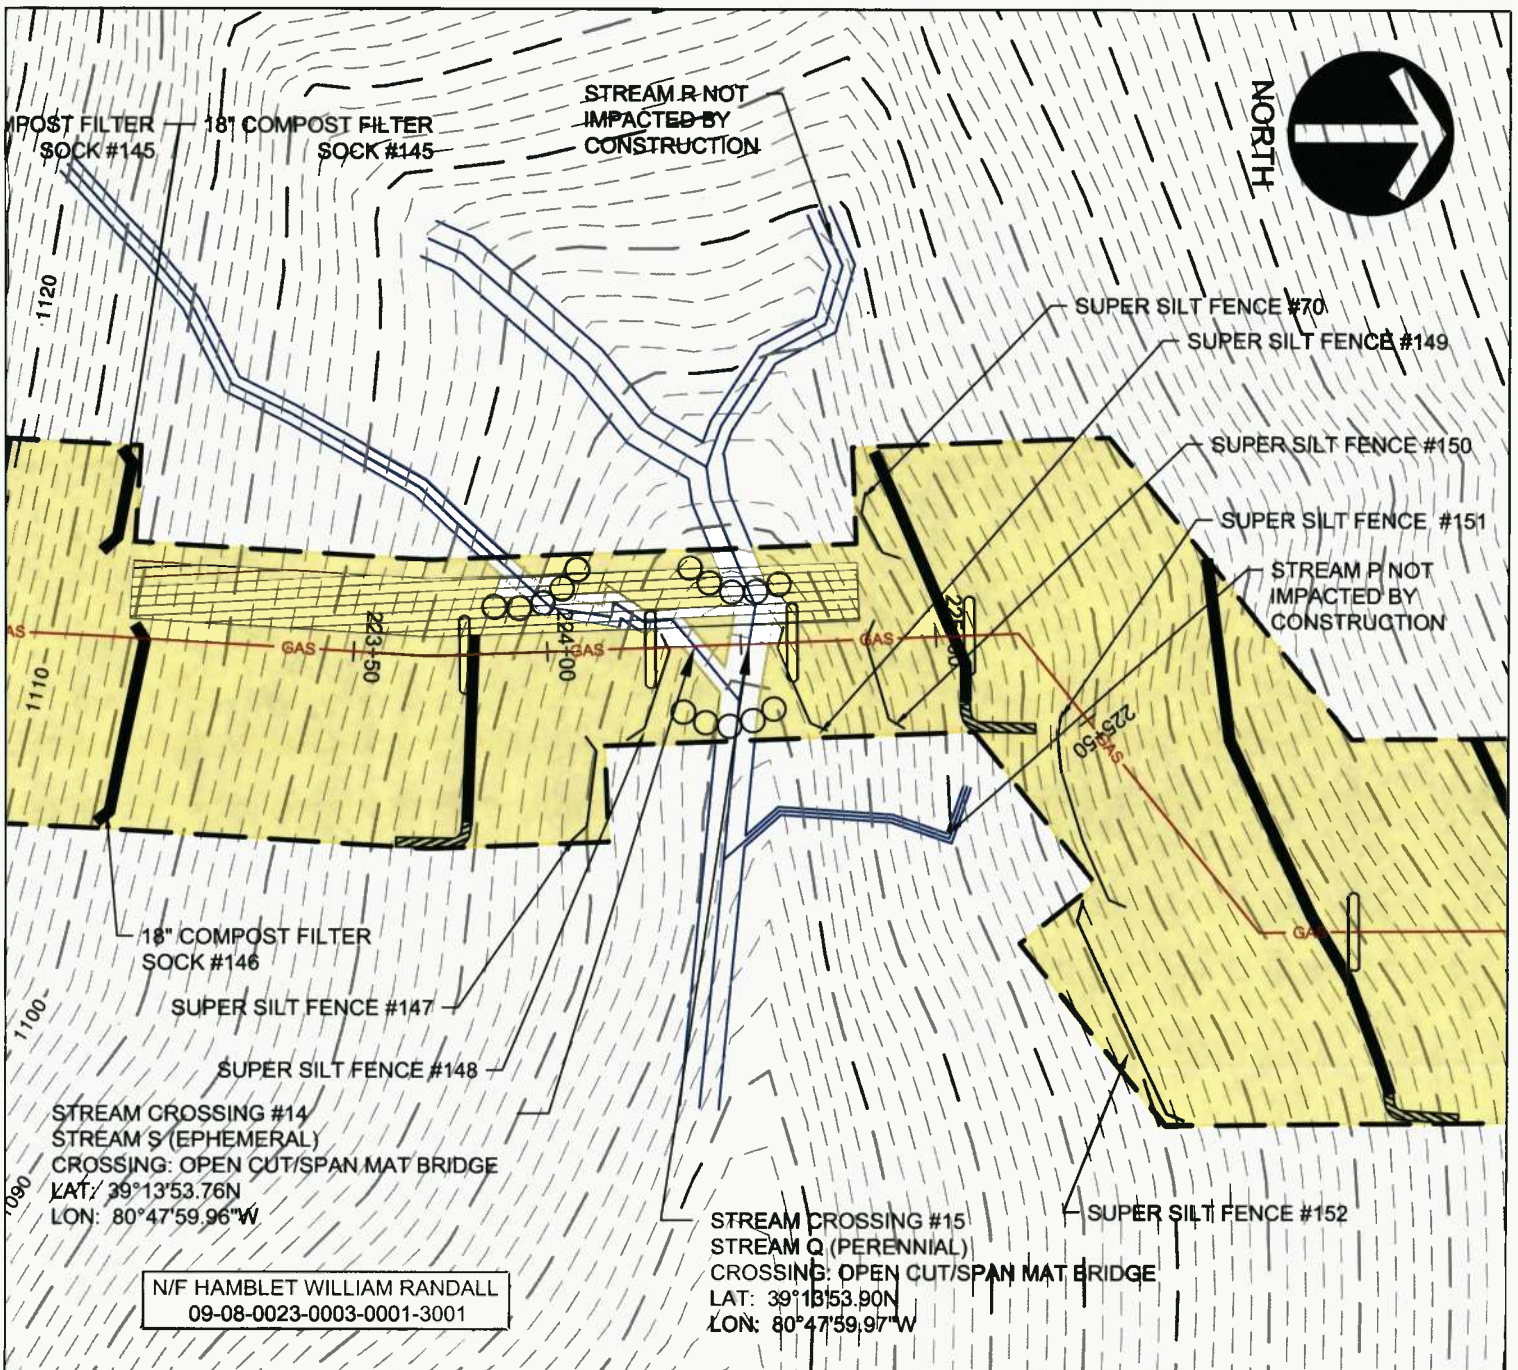 NORTH
MPOST FILTER
SOCK #145
18" COMPOST FILTER
SOCK #145
STREAM R NOT
IMPACTED BY
CONSTRUCTION
1120
SUPER SILT FENCE #70
SUPER SILT FENCE #149
SUPER SILT FENCE #150
SUPER SILT FENCE #151
STREAM P NOT
IMPACTED BY
CONSTRUCTION
AS
GAS
223+50
224+00
GAS
GAS
1110
225+50
GAS
GAS
18" COMPOST FILTER
SOCK #146
SUPER SILT FENCE #147
1100
SUPER SILT FENCE #148
STREAM CROSSING #14
STREAM S (EPHEMERAL)
CROSSING: OPEN CUT/SPAN MAT BRIDGE
LAT: 39°13'53.76N
LON: 80°47'59.96"W
1090
SUPER SILT FENCE #152
STREAM CROSSING #15
STREAM Q (PERENNIAL)
CROSSING: OPEN CUT/SPAN MAT BRIDGE
LAT: 39°13'53.90N
LON: 80°47'59.97"W
N/F HAMBLET WILLIAM RANDALL
09-08-0023-0003-0001-3001